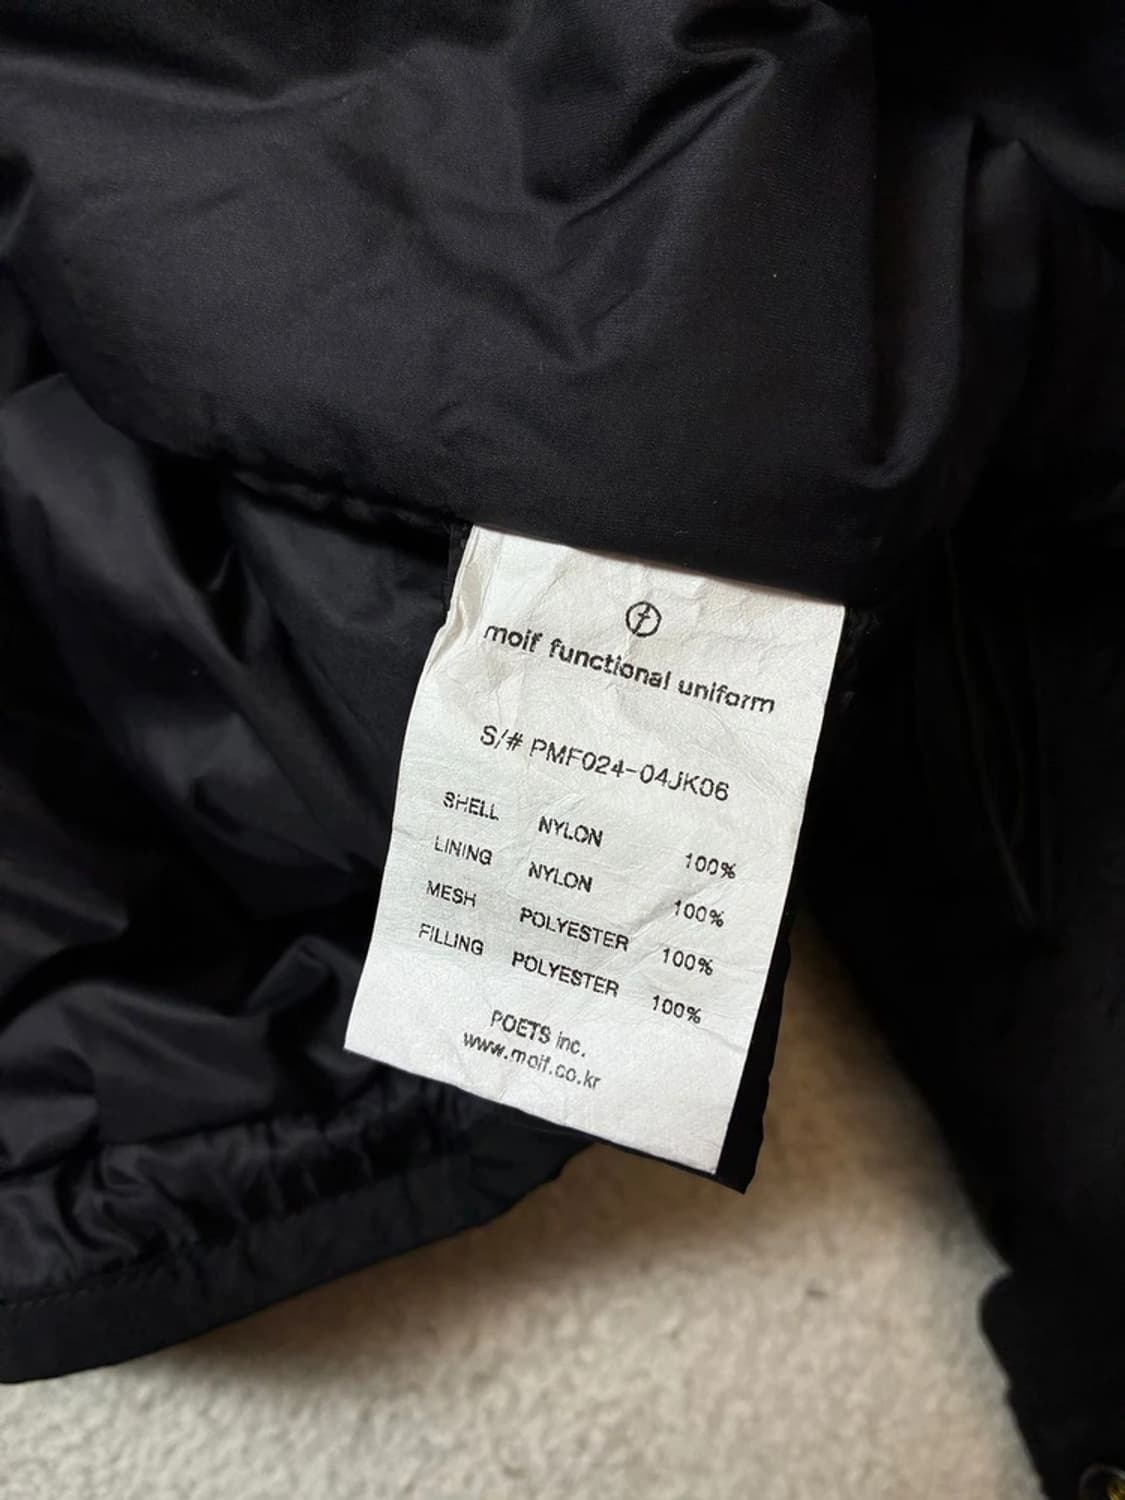 moif functional uniform
S/# PMF024-04JK06
SHELL NYLON 100%
LINING NYLON 100%
MESH POLYESTER 100%
FILLING POLYESTER 100%
POETS inc.
www.moif.co.kr